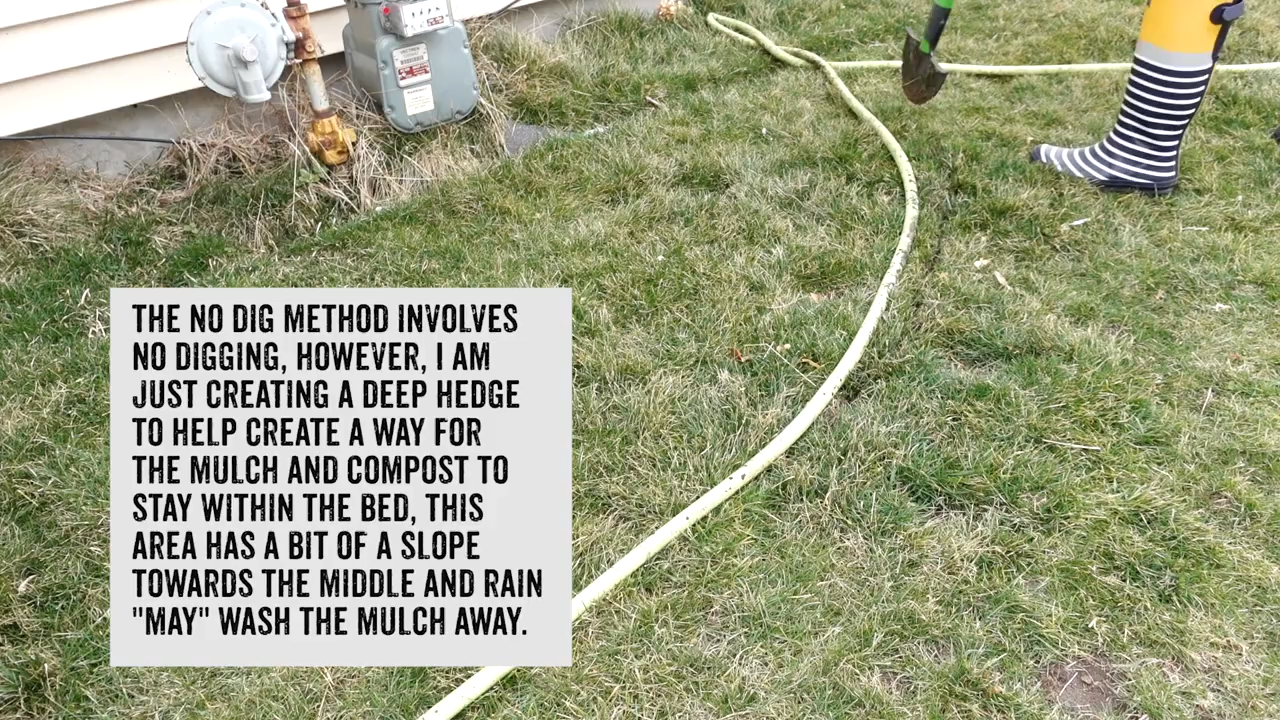 THE NO DIG METHOD INVOLVES
NO DIGGING, HOWEVER, I AM
JUST CREATING A DEEP HEDGE
TO HELP CREATE A WAY FOR
THE MULCH AND COMPOST TO
STAY WITHIN THE BED, THIS
AREA HAS A BIT OF A SLOPE
TOWARDS THE MIDDLE AND RAIN
"MAY" WASH THE MULCH AWAY.